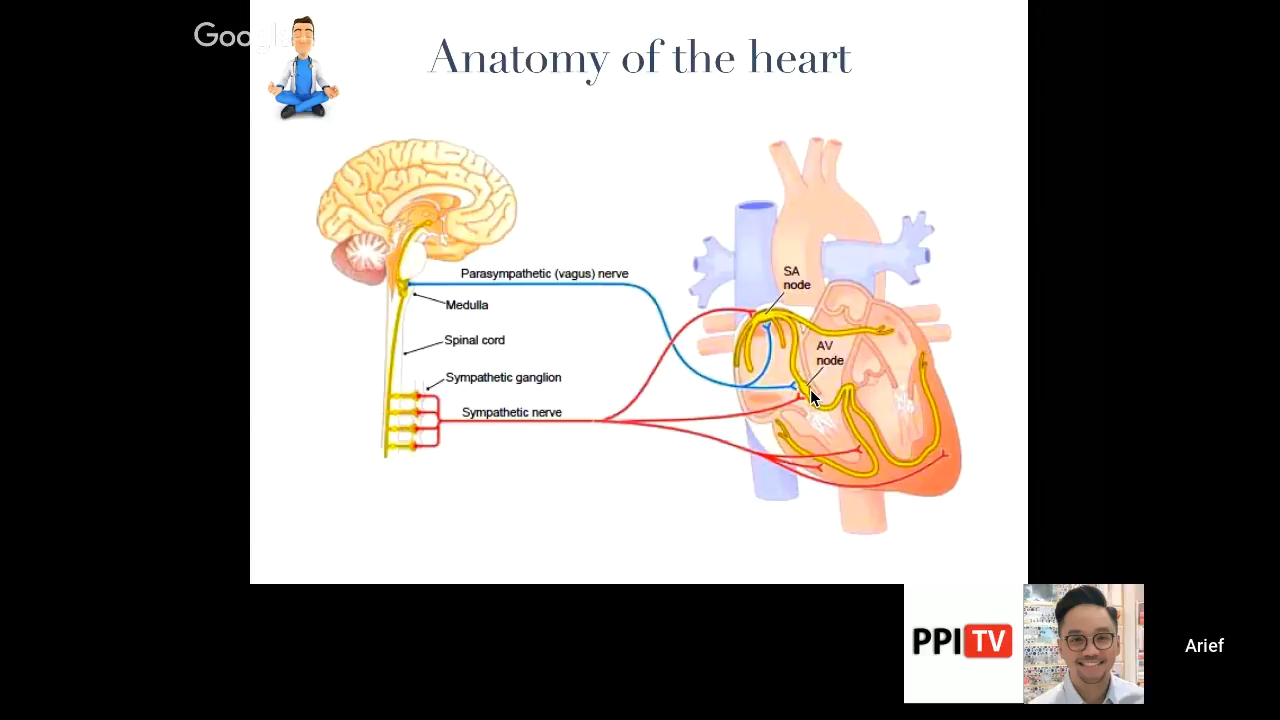 Google
Anatomy of the heart
Parasympathetic (vagus) nerve
Medulla
Spinal cord
Sympathetic ganglion
Sympathetic nerve
SA
node
AV
node
PPI TV
Arief